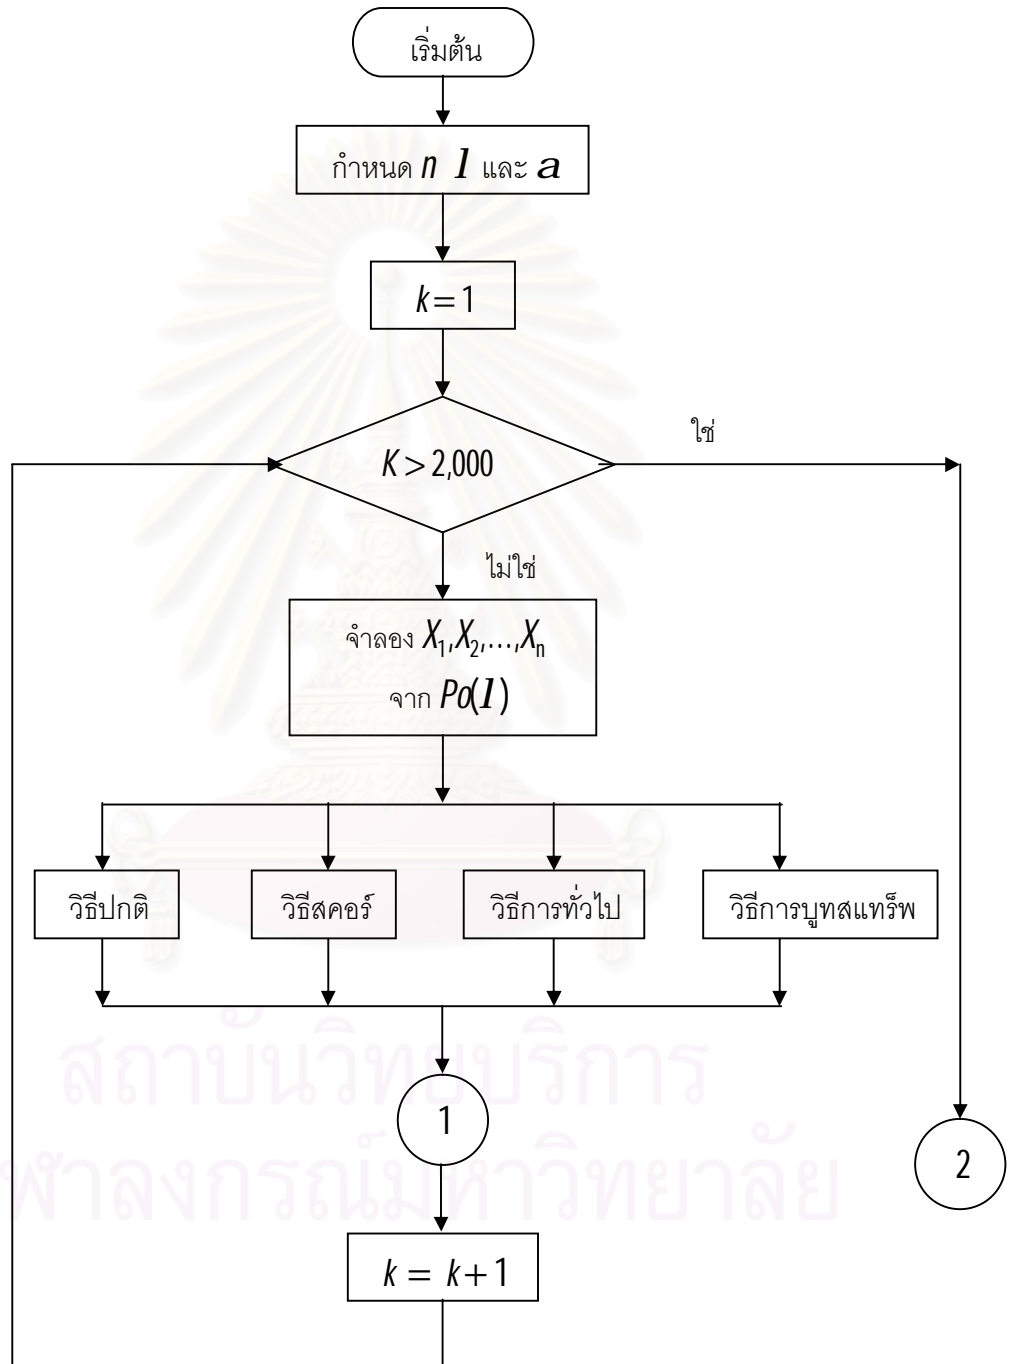 เริ่มต้น
กำหนด n l และ a
k = 1
K > 2,000
ใช่
ไม่ใช่
จำลอง X₁,X₂,...,Xₙ
จาก Po(l)
วิธีปกติ
วิธีสคอร์
วิธีการทั่วไป
วิธีการบูทสแทร็พ
สถาบันวิทยบริการ
1
2
ฬาลงกรณ์มหาวิทยาลัย
k = k + 1